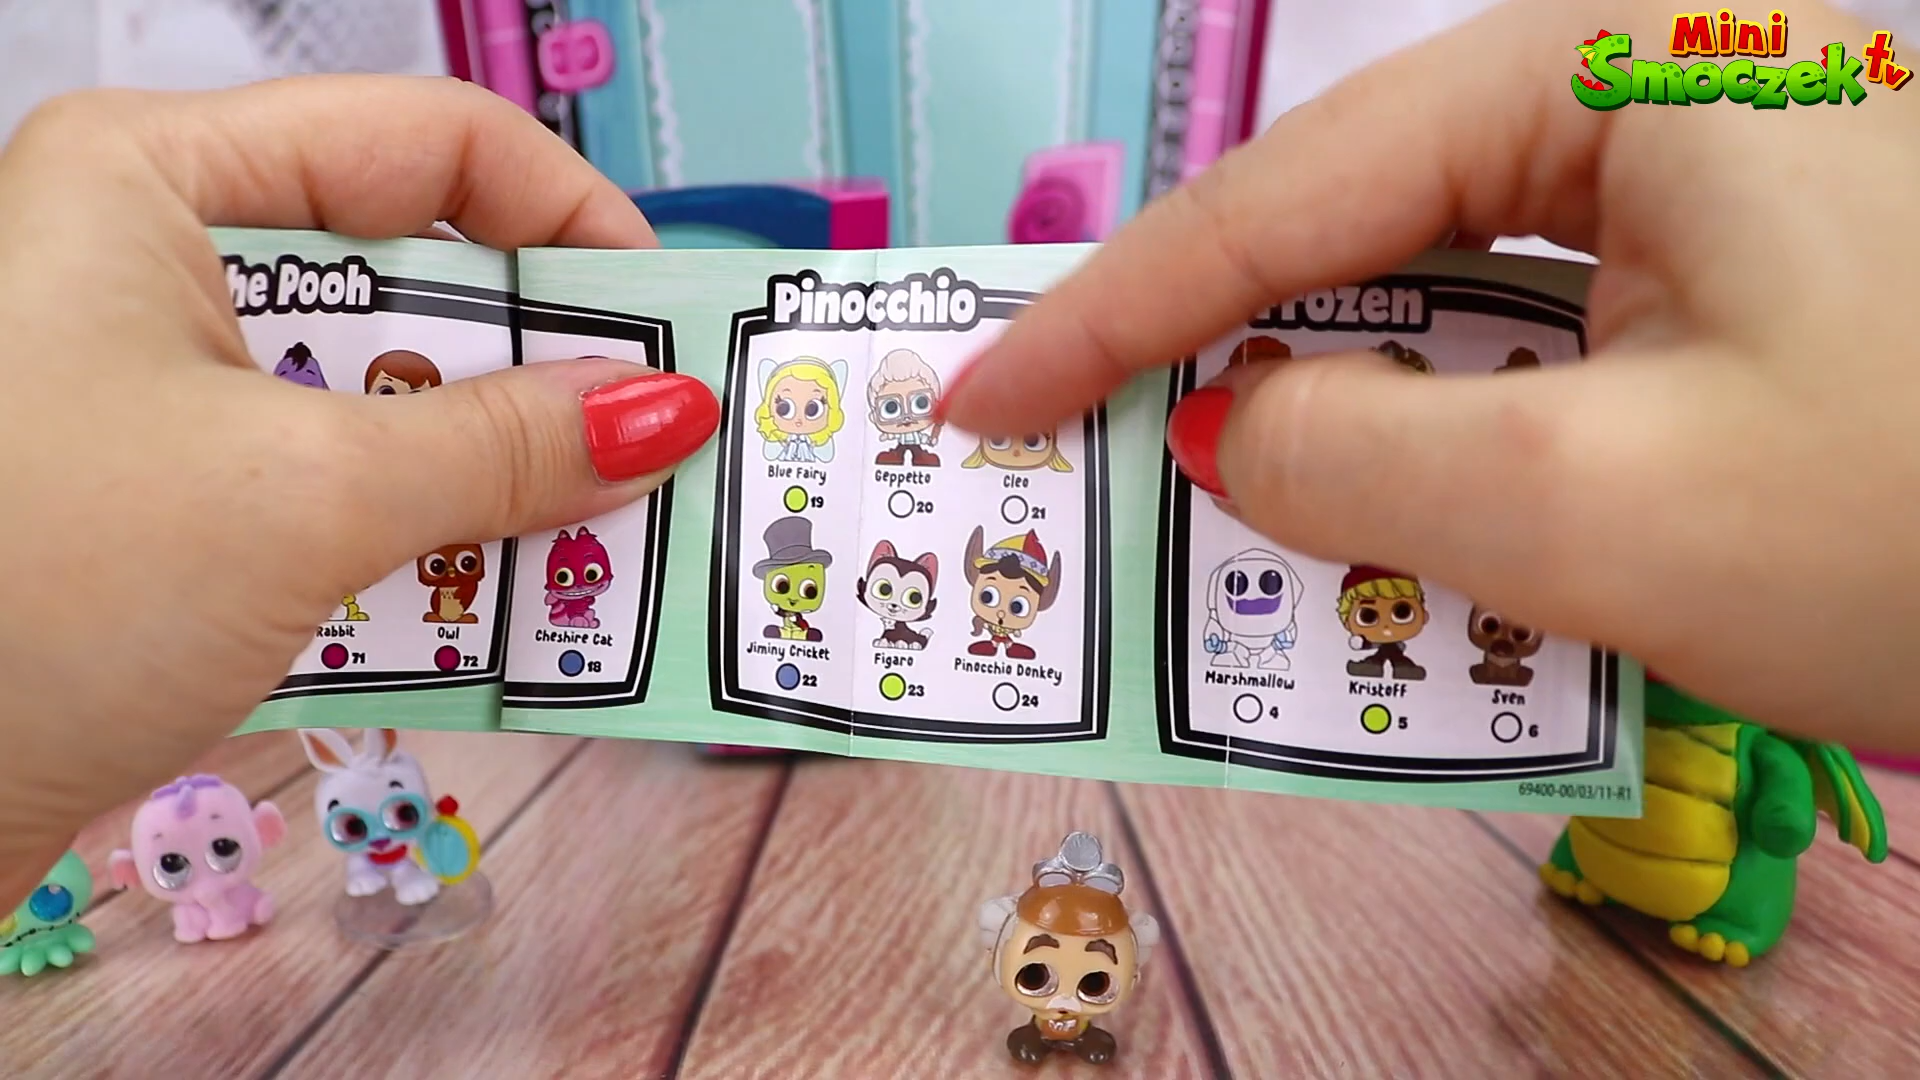 Mini
Smoczek tv
he Pooh
Pinocchio
Frozen
Blue Fairy
19
Geppetto
20
Cleo
21
Rabbit
71
Owl
72
Cheshire Cat
18
Jiminy Cricket
22
Figaro
23
Pinocchio Donkey
24
Marshmallow
4
Kristoff
5
Sven
6
69400-00/03/11-R1